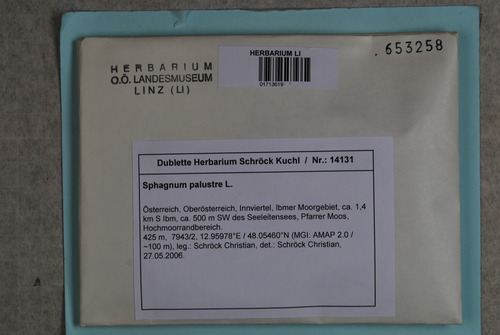 HERBARIUM
O.Ö. LANDESMUSEUM
LINZ (LI)
HERBARIUM LI
01713619
. 653258
Dublette Herbarium Schröck Kuchl / Nr.: 14131
Sphagnum palustre L.
Österreich, Oberösterreich, Innviertel, Ibmer Moorgebiet, ca. 1,4
km S Ibm, ca. 500 m SW des Seeleitensees, Pfarrer Moos,
Hochmoorrandbereich.
425 m, 7943/2, 12.95978°E / 48.05460°N (MGI: AMAP 2.0 /
~100 m), leg.: Schröck Christian, det.: Schröck Christian,
27.05.2006.